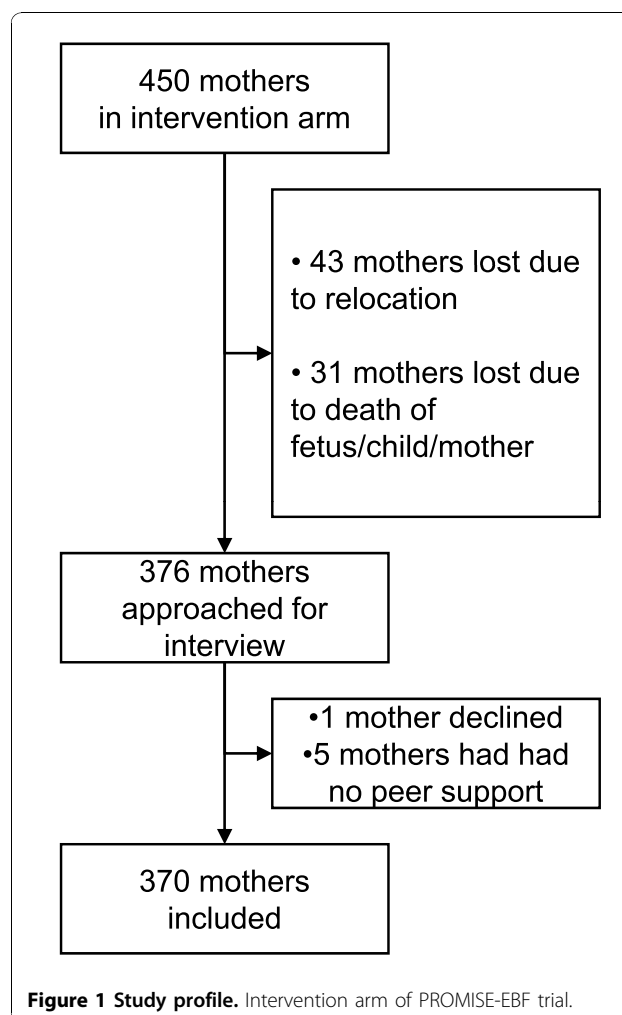 450 mothers
in intervention arm
• 43 mothers lost due
to relocation
• 31 mothers lost due
to death of
fetus/child/mother
376 mothers
approached for
interview
•1 mother declined
•5 mothers had had
no peer support
370 mothers
included
Figure 1 Study profile. Intervention arm of PROMISE-EBF trial.